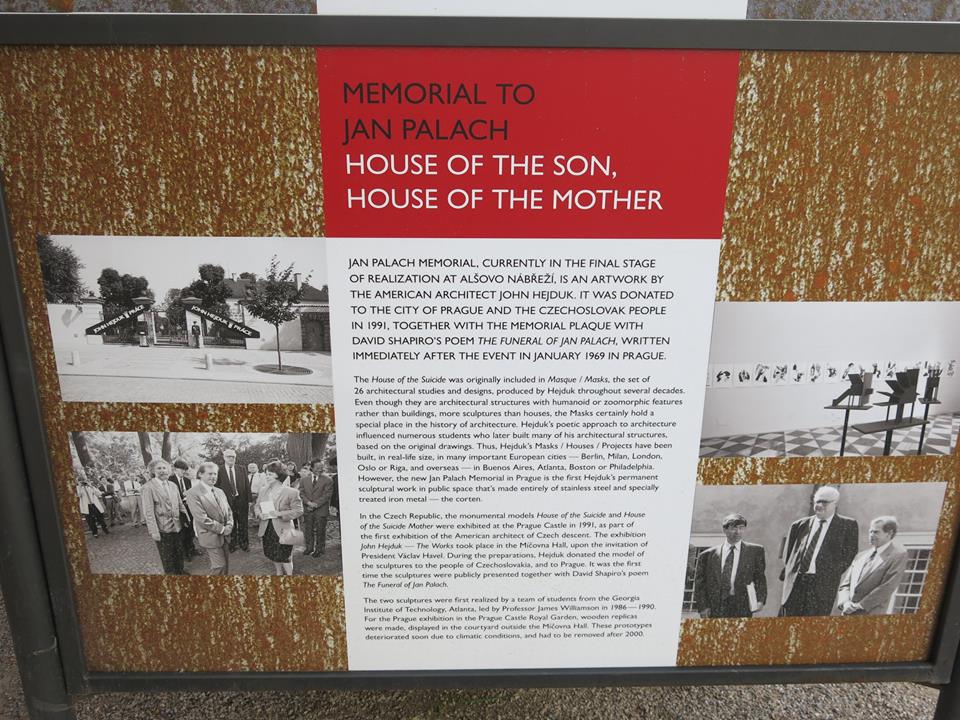 MEMORIAL TO
JAN PALACH
HOUSE OF THE SON,
HOUSE OF THE MOTHER
JAN PALACH MEMORIAL, CURRENTLY IN THE FINAL STAGE
OF REALIZATION AT ALŠOVO NÁBŘEŽÍ, IS AN ARTWORK BY
THE AMERICAN ARCHITECT JOHN HEJDUK. IT WAS DONATED
TO THE CITY OF PRAGUE AND THE CZECHOSLOVAK PEOPLE
IN 1991, TOGETHER WITH THE MEMORIAL PLAQUE WITH
DAVID SHAPIRO'S POEM THE FUNERAL OF JAN PALACH, WRITTEN
IMMEDIATELY AFTER THE EVENT IN JANUARY 1969 IN PRAGUE.
The House of the Suicide was originally included in Masque / Masks, the set of
26 architectural studies and designs, produced by Hejduk throughout several decades.
Even though they are architectural structures with humanoid or zoomorphic features
rather than buildings, more sculptures than houses, the Masks certainly hold a
special place in the history of architecture. Hejduk's poetic approach to architecture
influenced numerous students who later built many of his architectural structures,
based on the original drawings. Thus, Hejduk's Masks / Houses / Projects have been
built, in real-life size, in many important European cities — Berlin, Milan, London,
Oslo or Riga, and overseas — in Buenos Aires, Atlanta, Boston or Philadelphia.
However, the new Jan Palach Memorial in Prague is the first Hejduk's permanent
sculptural work in public space that's made entirely of stainless steel and specially
treated iron metal — the corten.
In the Czech Republic, the monumental models House of the Suicide and House
of the Suicide Mother were exhibited at the Prague Castle in 1991, as part of
the first exhibition of the American architect of Czech descent. The exhibition
John Hejduk — The Works took place in the Míčovna Hall, upon the invitation of
President Václav Havel. During the preparations, Hejduk donated the model of
the sculptures to the people of Czechoslovakia, and to Prague. It was the first
time the sculptures were publicly presented together with David Shapiro's poem
The Funeral of Jan Palach.
The two sculptures were first realized by a team of students from the Georgia
Institute of Technology, Atlanta, led by Professor James Williamson in 1986—1990.
For the Prague exhibition in the Prague Castle Royal Garden, wooden replicas
were made, displayed in the courtyard outside the Míčovna Hall. These prototypes
deteriorated soon due to climatic conditions, and had to be removed after 2000.
JOHN HEJDUK PRÁCE
JOHN HEJDUK PRÁCE